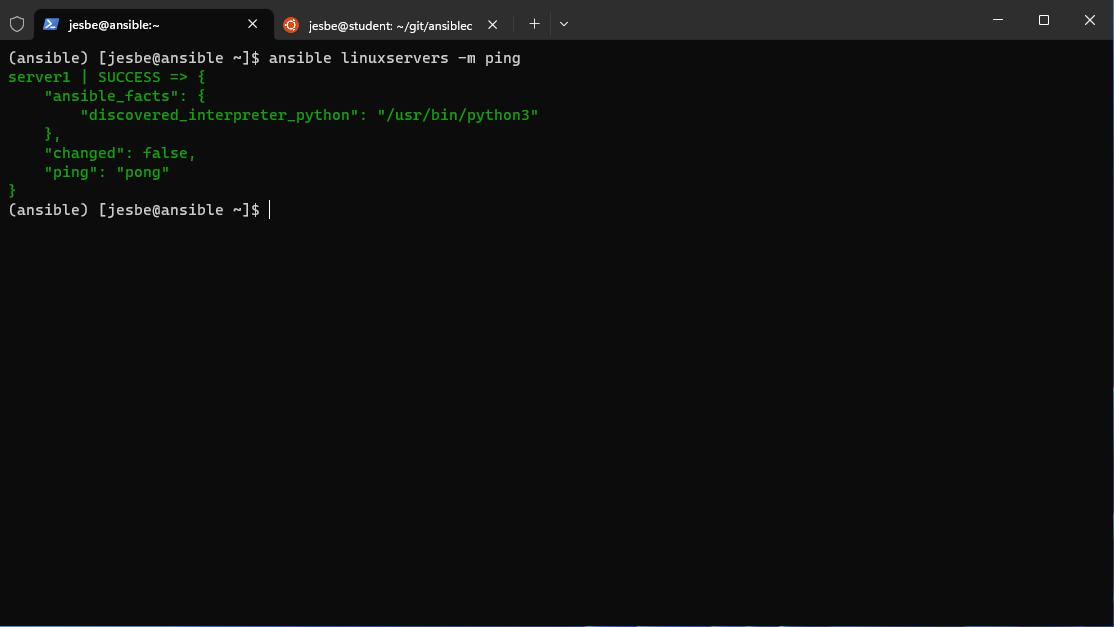 jesbe@ansible:~
jesbe@student: ~/git/ansiblec
(ansible) [jesbe@ansible ~]$ ansible linuxservers -m ping
server1 | SUCCESS => {
    "ansible_facts": {
        "discovered_interpreter_python": "/usr/bin/python3"
    },
    "changed": false,
    "ping": "pong"
}
(ansible) [jesbe@ansible ~]$